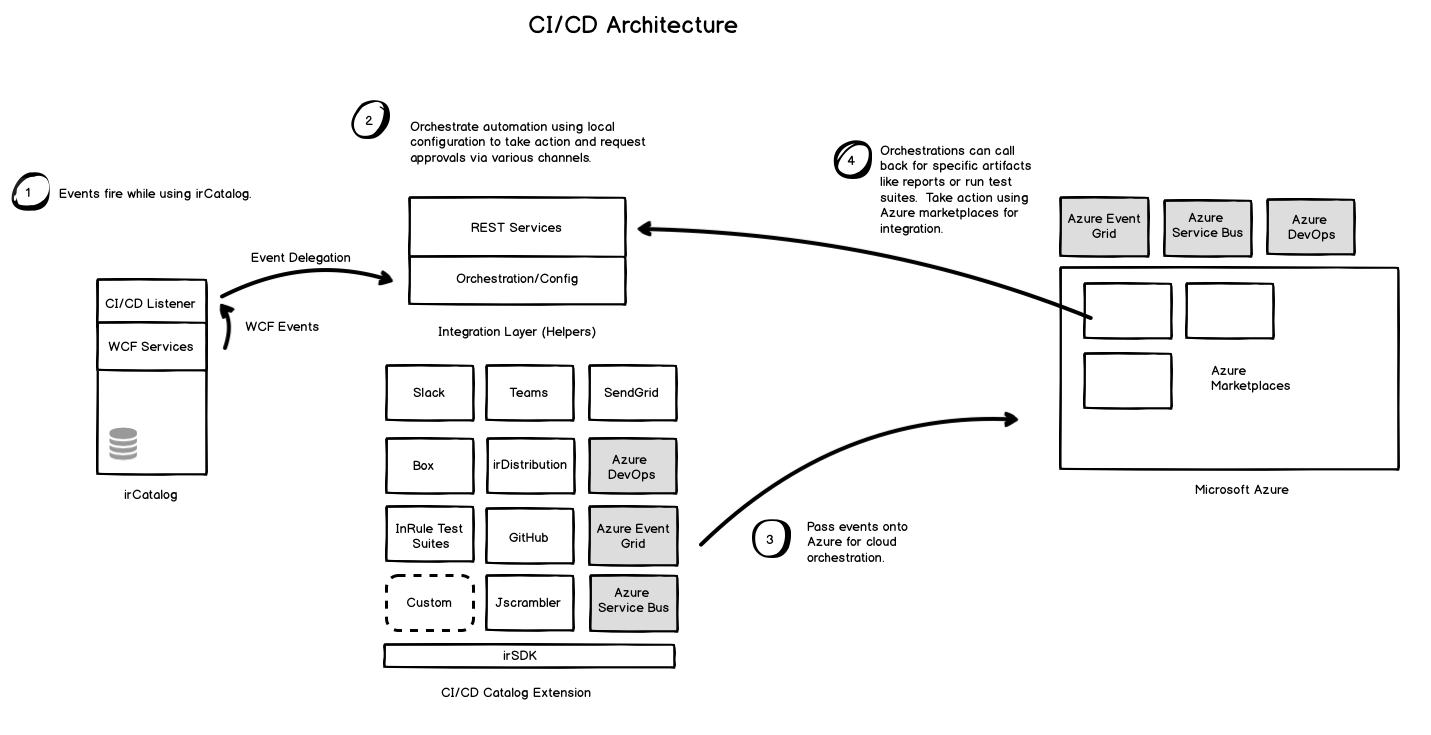 CI/CD Architecture
1
Events fire while using irCatalog.
2
Orchestrate automation using local
configuration to take action and request
approvals via various channels.
4
Orchestrations can call
back for specific artifacts
like reports or run test
suites.  Take action using
Azure marketplaces for
integration.
CI/CD Listener
WCF Services
irCatalog
Event Delegation
WCF Events
REST Services
Orchestration/Config
Integration Layer (Helpers)
Slack
Teams
SendGrid
Box
irDistribution
Azure
DevOps
InRule Test
Suites
GitHub
Azure Event
Grid
Custom
Jscrambler
Azure
Service Bus
irSDK
CI/CD Catalog Extension
3
Pass events onto
Azure for cloud
orchestration.
Azure Event
Grid
Azure
Service Bus
Azure
DevOps
Azure
Marketplaces
Microsoft Azure